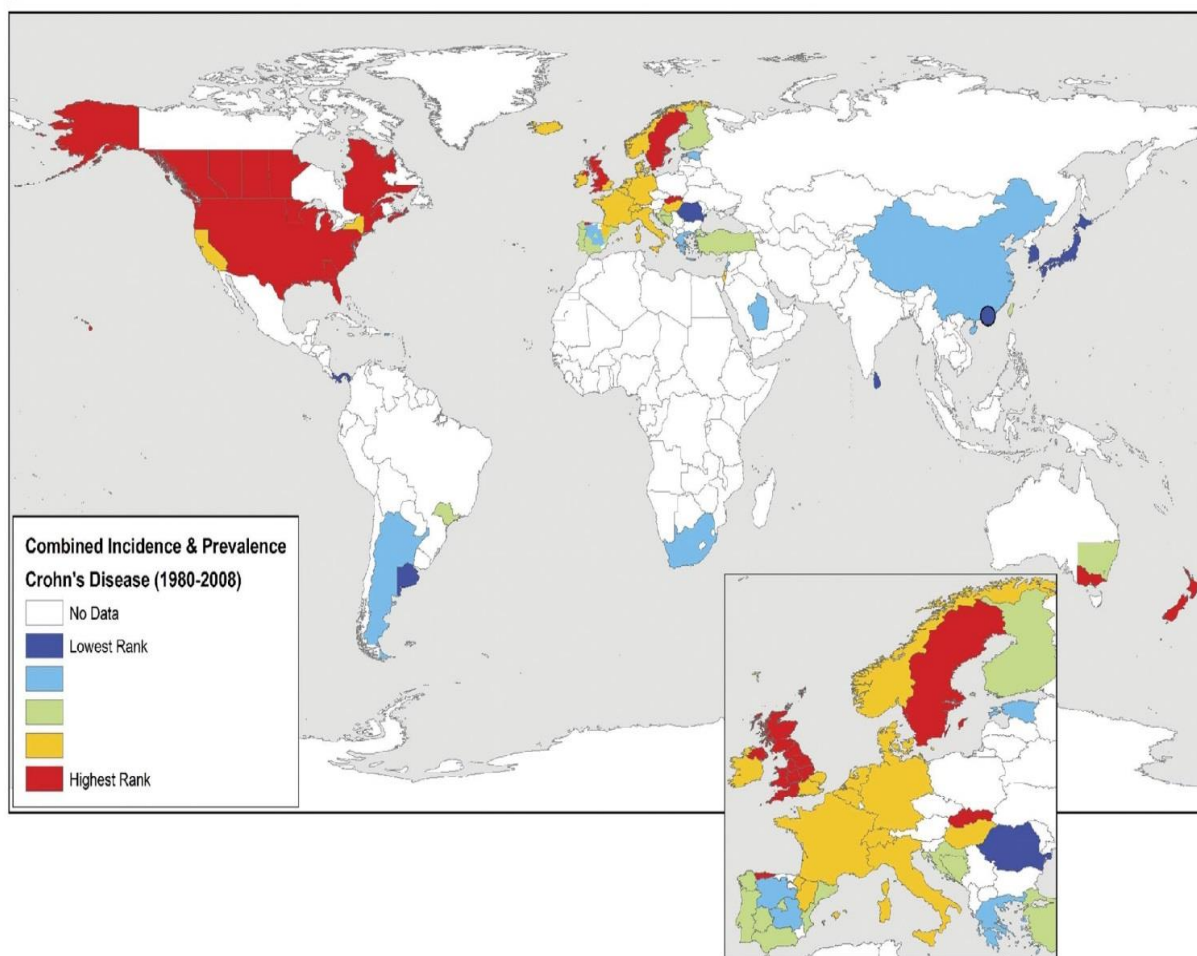 Combined Incidence & Prevalence
Crohn's Disease (1980-2008)
No Data
Lowest Rank
Highest Rank